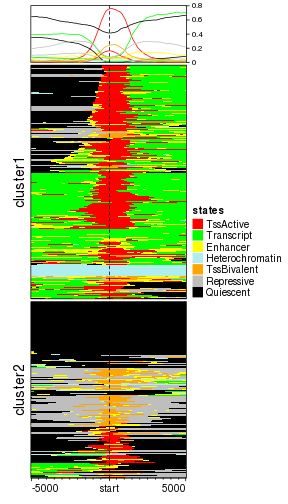 0.8
0.6
0.4
0.2
0
cluster1
states
TssActive
Transcript
Enhancer
Heterochromatin
TssBivalent
Repressive
Quiescent
cluster2
-5000 start 5000